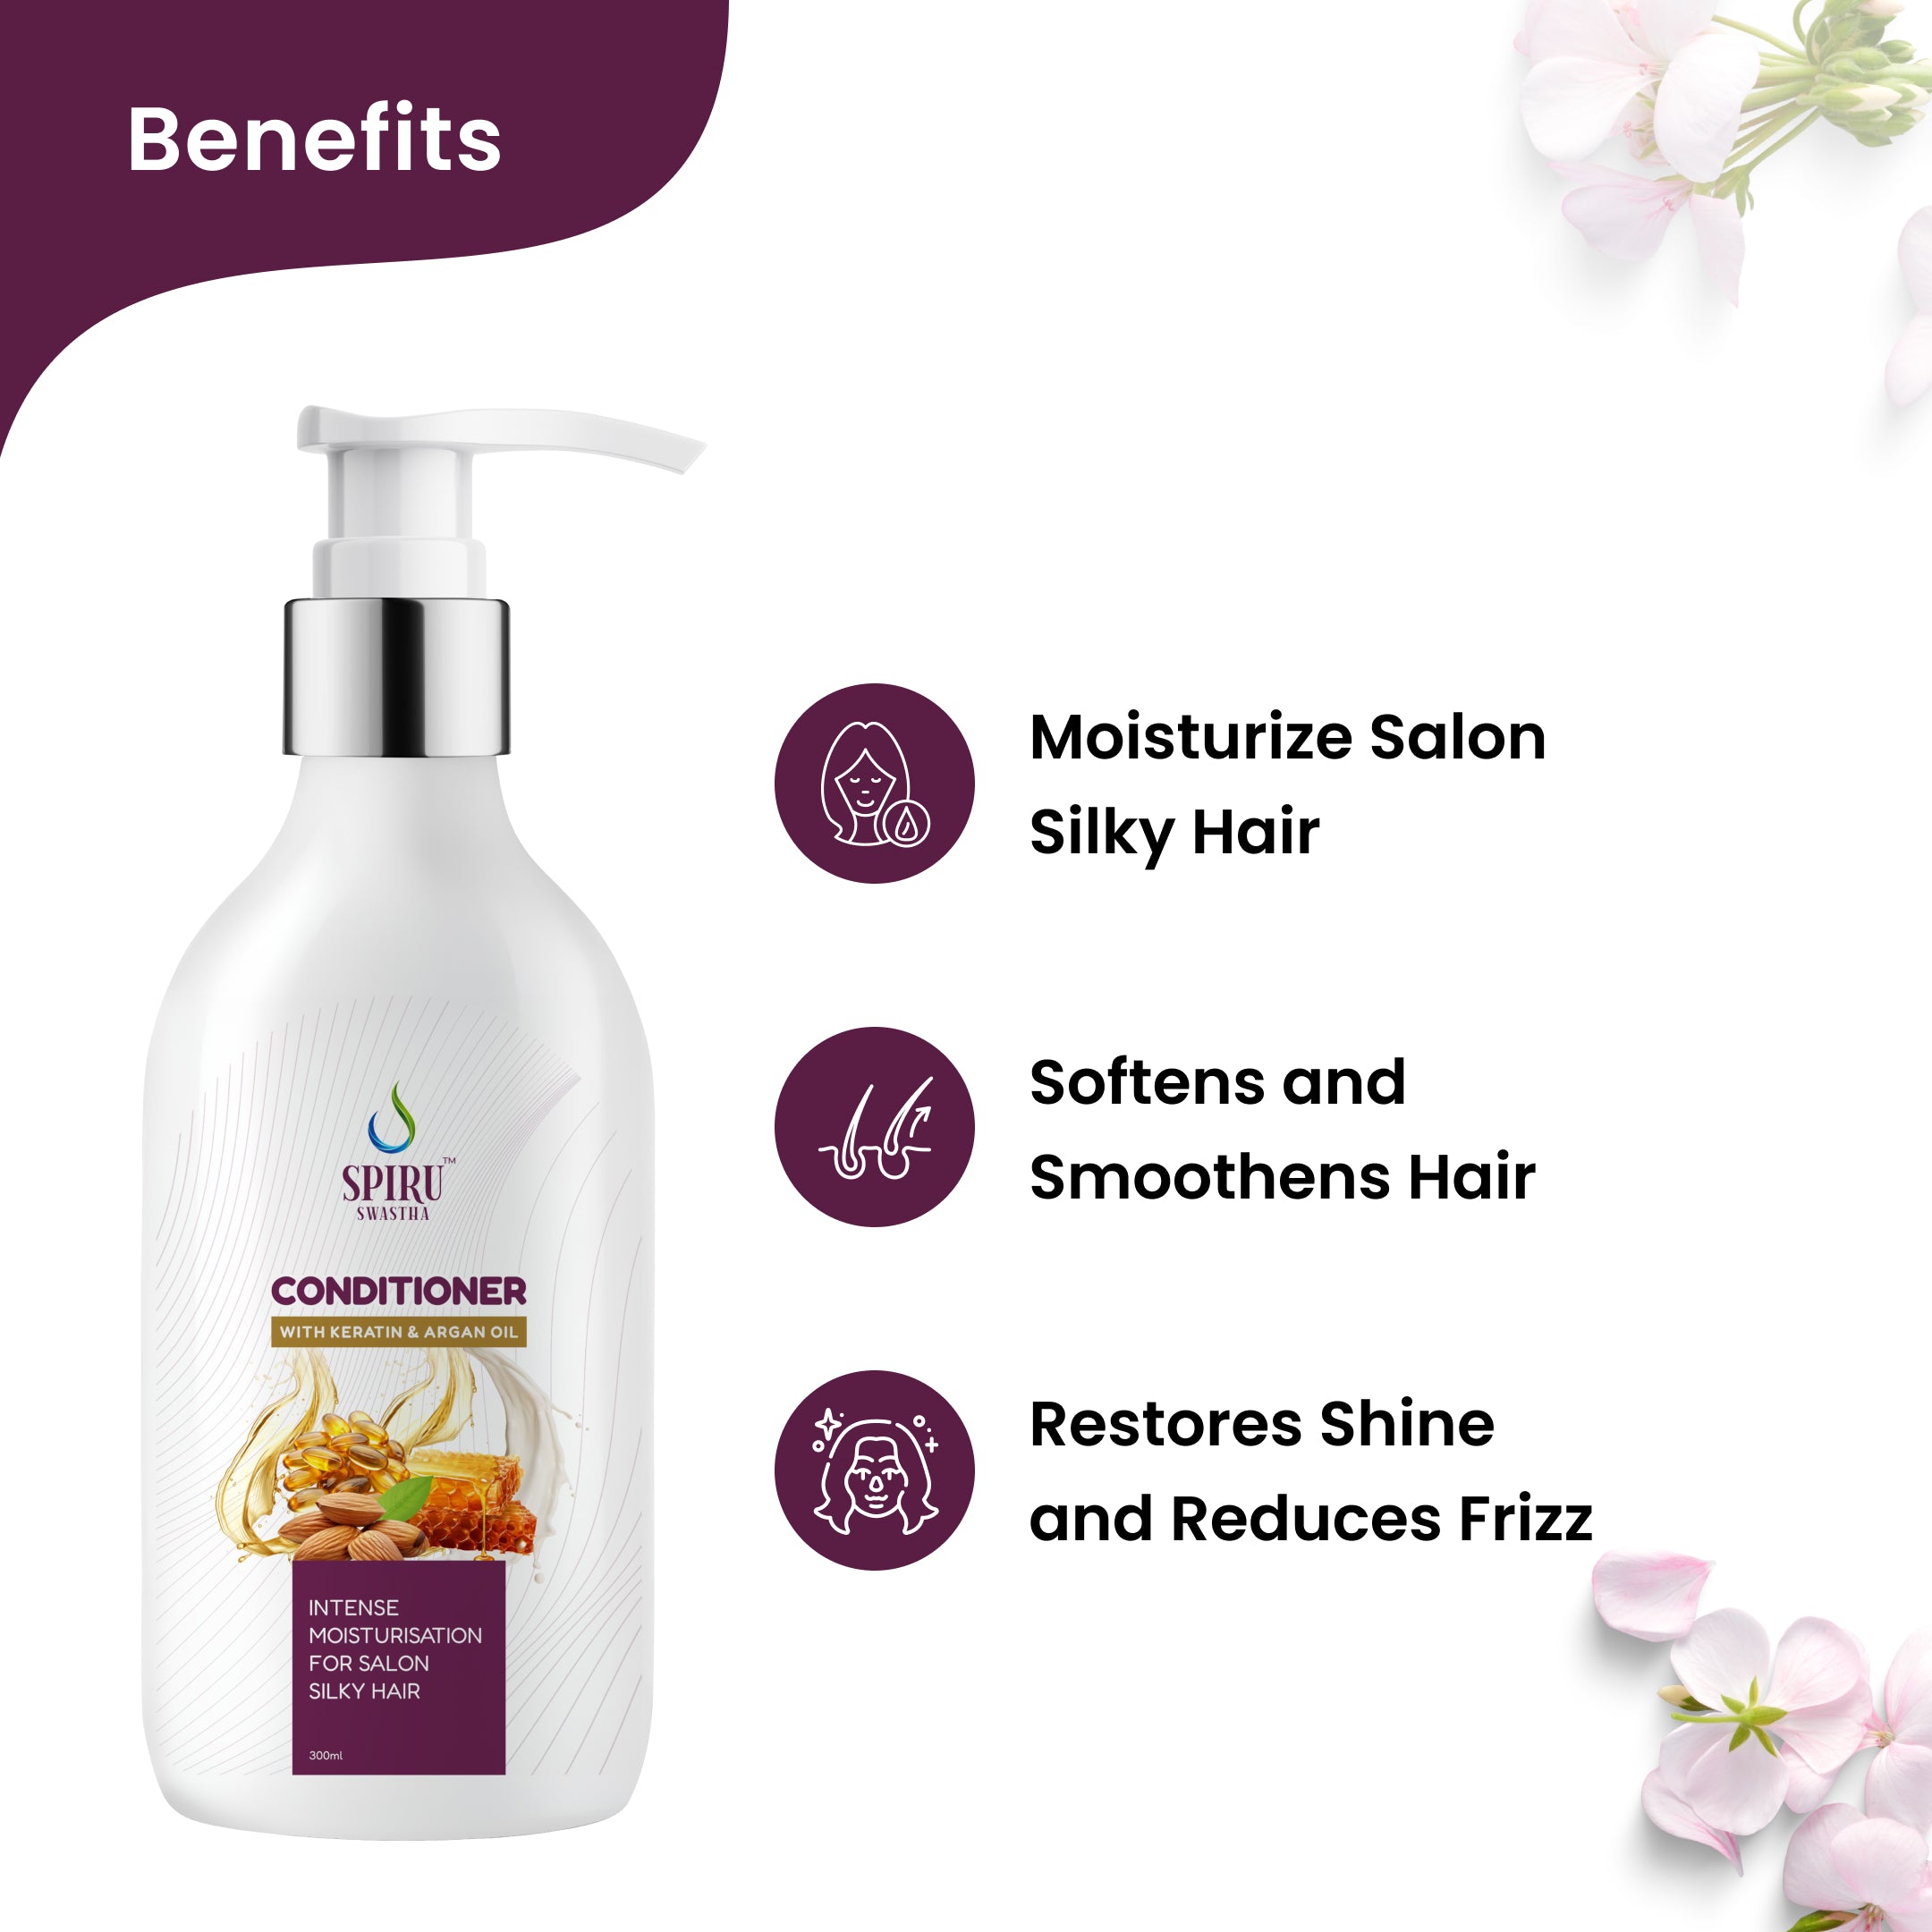 Benefits
Moisturize Salon
Silky Hair
Softens and
Smoothens Hair
Restores Shine
and Reduces Frizz
SPIRU™
SWASTHA
CONDITIONER
WITH KERATIN & ARGAN OIL
INTENSE
MOISTURISATION
FOR SALON
SILKY HAIR
300ml